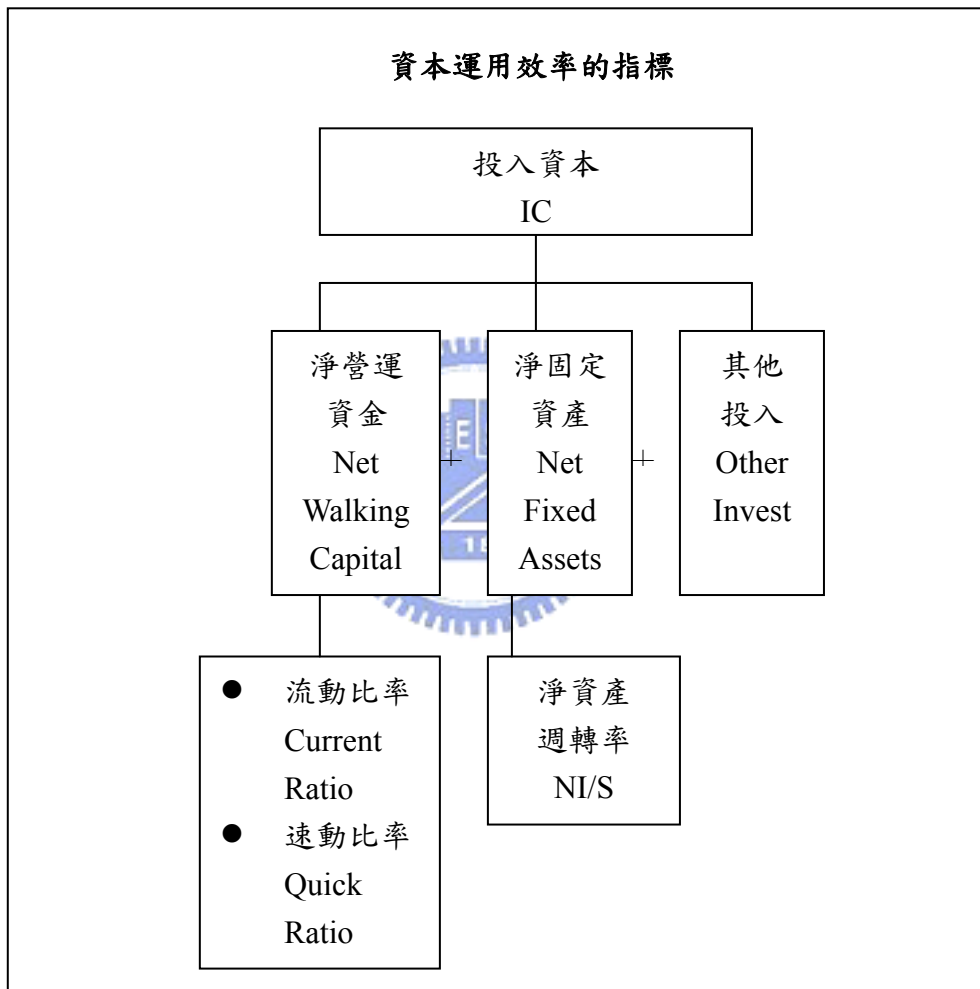 資本運用效率的指標
投入資本
IC
淨營運
資金
Net
Walking
Capital
+
淨固定
資產
Net
Fixed
Assets
+
其他
投入
Other
Invest
● 流動比率
Current
Ratio
● 速動比率
Quick
Ratio
淨資產
週轉率
NI/S